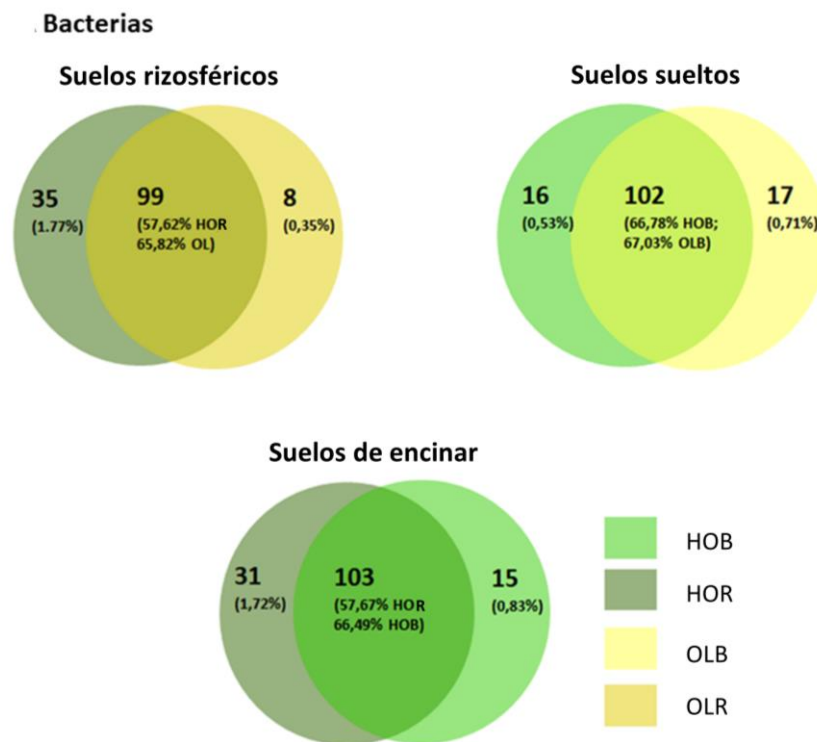 . Bacterias
Suelos rizosféricos
35
(1.77%)
99
(57,62% HOR
65,82% OL)
8
(0,35%)
Suelos sueltos
16
(0,53%)
102
(66,78% HOB;
67,03% OLB)
17
(0,71%)
Suelos de encinar
31
(1,72%)
103
(57,67% HOR
66,49% HOB)
15
(0,83%)
HOB
HOR
OLB
OLR